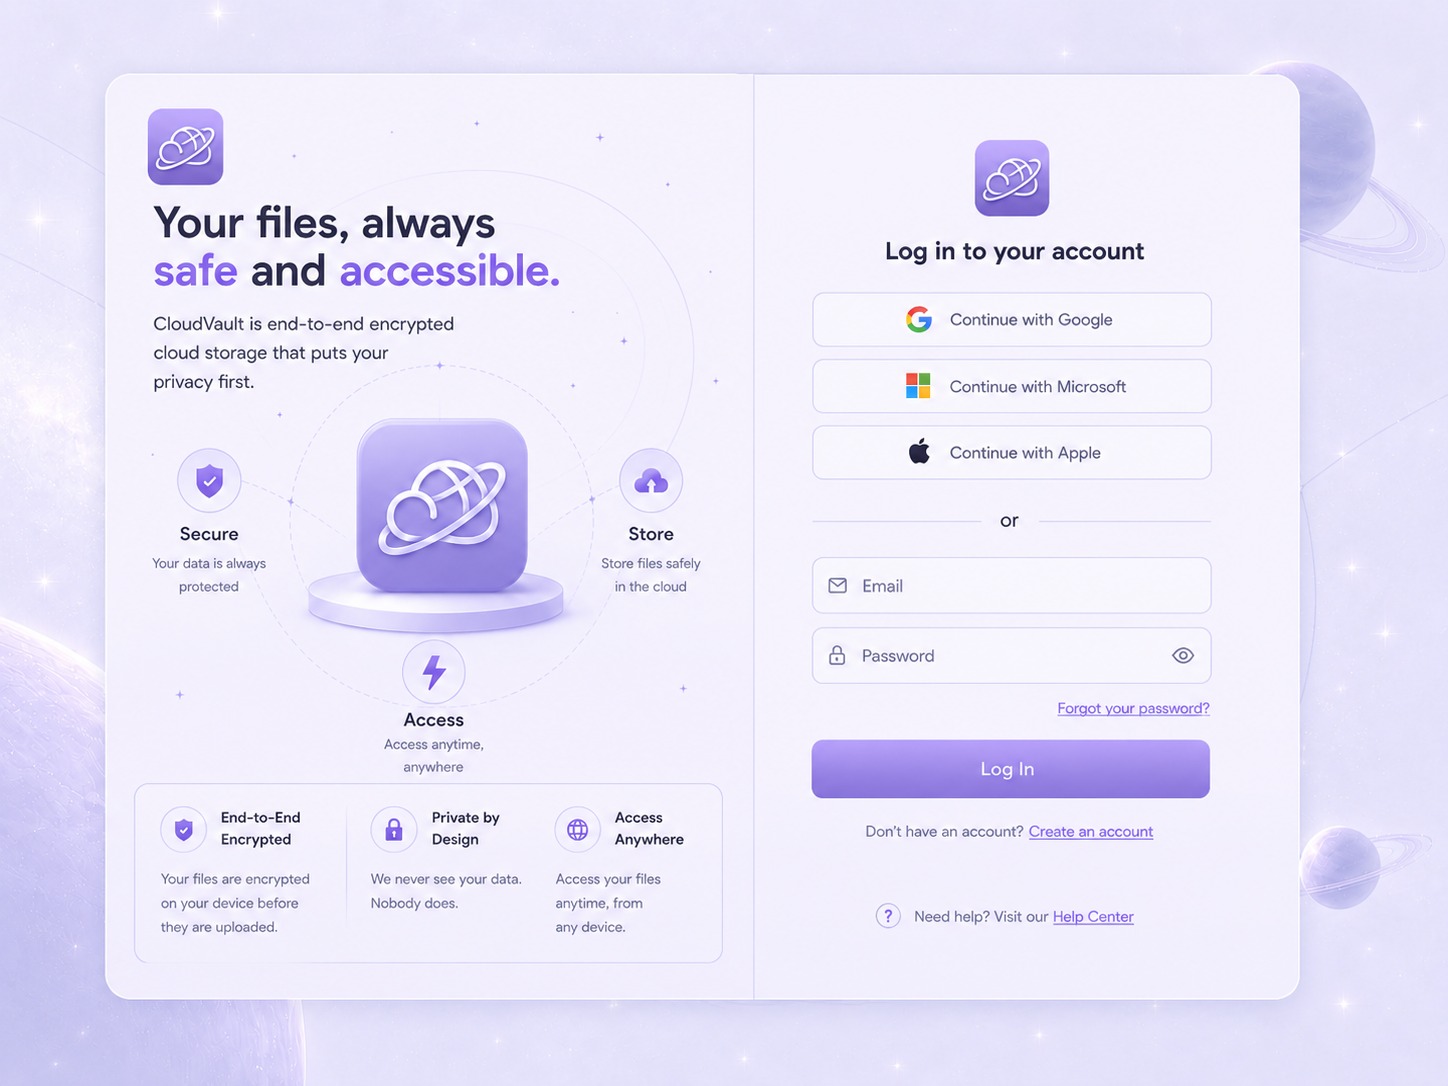 Your files, always
safe and accessible.
CloudVault is end-to-end encrypted
cloud storage that puts your
privacy first.
Secure
Your data is always
protected
Store
Store files safely
in the cloud
Access
Access anytime,
anywhere
End-to-End
Encrypted
Your files are encrypted
on your device before
they are uploaded.
Private by
Design
We never see your data.
Nobody does.
Access
Anywhere
Access your files
anytime, from
any device.
Log in to your account
Continue with Google
Continue with Microsoft
Continue with Apple
or
Email
Password
Forgot your password?
Log In
Don't have an account? Create an account
? Need help? Visit our Help Center